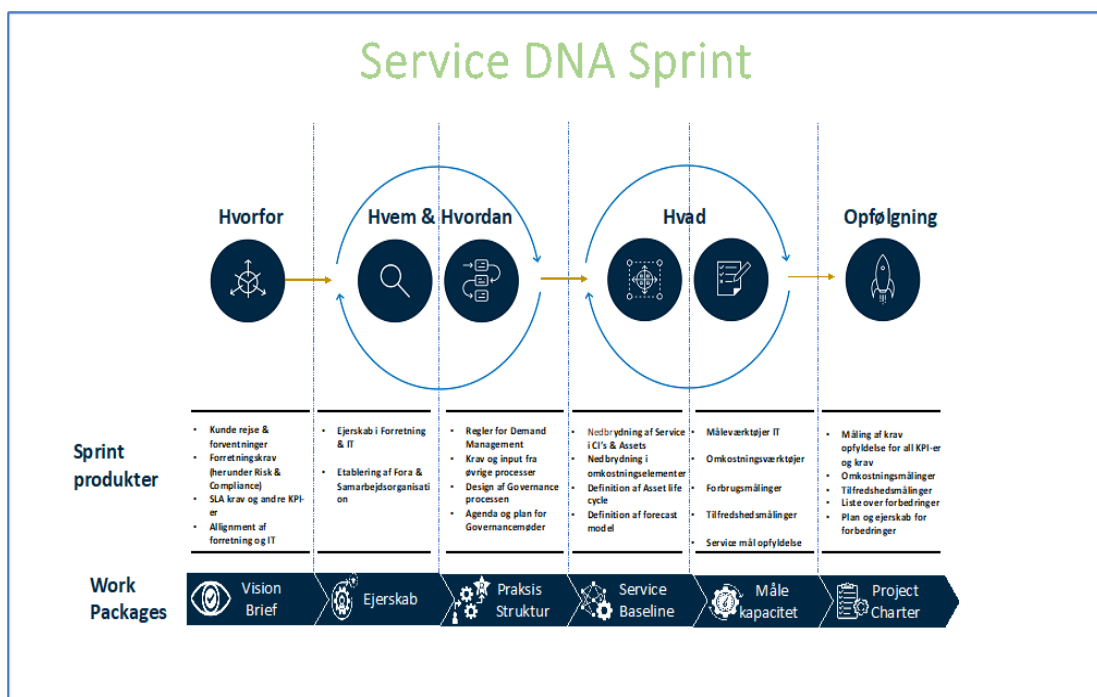 Service DNA Sprint
Hvorfor
Hvem & Hvordan
Hvad
Opfølgning
Sprint
produkter
• Kunde rejse &
forventninger
• Forretningskrav
(herunder Risk &
Compliance)
• SLA krav og andre KPI-
er
• Allignment af
forretning og IT
• Ejerskab i Forretning
& IT
• Etablering af Fora &
Samarbejdsorganisati
on
• Regler for Demand
Management
• Krav og input fra
øvrige processer
• Design af Governance
processen
• Agenda og plan for
Governancemøder
• Nedbrydning af Service
i CI's & Assets
• Nedbrydning i
omkostningselementer
• Definition af Asset life
cycle
• Definition af forecast
model
• Måleværktøjer IT
• Omkostningsværktøjer
• Forbrugsmålinger
• Tilfredshedsmålinger
• Service mål opfyldelse
• Måling af krav
opfyldelse for all KPI-er
og krav
• Omkostningsmålinger
• Tilfredshedsmålinger
• Liste over forbedringer
• Plan og ejerskab for
forbedringer
Work
Packages
Vision
Brief
Ejerskab
Praksis
Struktur
Service
Baseline
Måle
kapacitet
Project
Charter